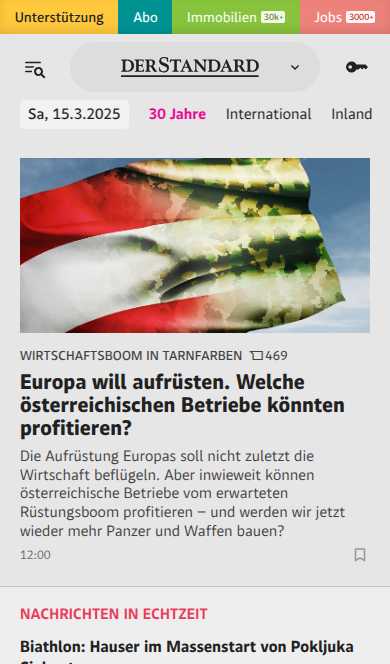 Unterstützung Abo Immobilien 30k+ Jobs 3000+
DERSTANDARD
Sa, 15.3.2025 30 Jahre International Inland
WIRTSCHAFTSBOOM IN TARNFARBEN 469
Europa will aufrüsten. Welche
österreichischen Betriebe könnten
profitieren?
Die Aufrüstung Europas soll nicht zuletzt die
Wirtschaft beflügeln. Aber inwieweit können
österreichische Betriebe vom erwarteten
Rüstungsboom profitieren – und werden wir jetzt
wieder mehr Panzer und Waffen bauen?
12:00
NACHRICHTEN IN ECHTZEIT
Biathlon: Hauser im Massenstart von Pokljuka